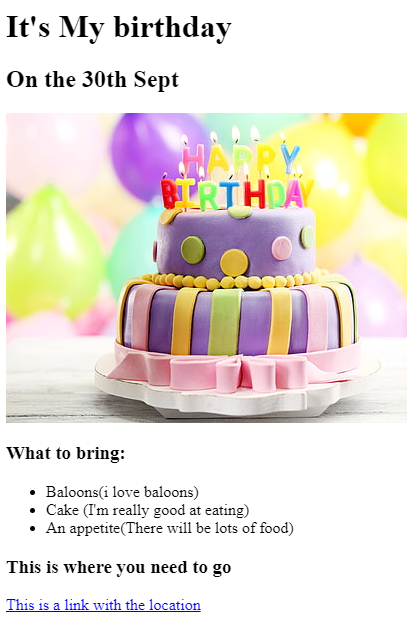 It's My birthday
On the 30th Sept
HAPPY
BIRTHDAY
What to bring:
Baloons(i love baloons)
Cake (I'm really good at eating)
An appetite(There will be lots of food)
This is where you need to go
This is a link with the location